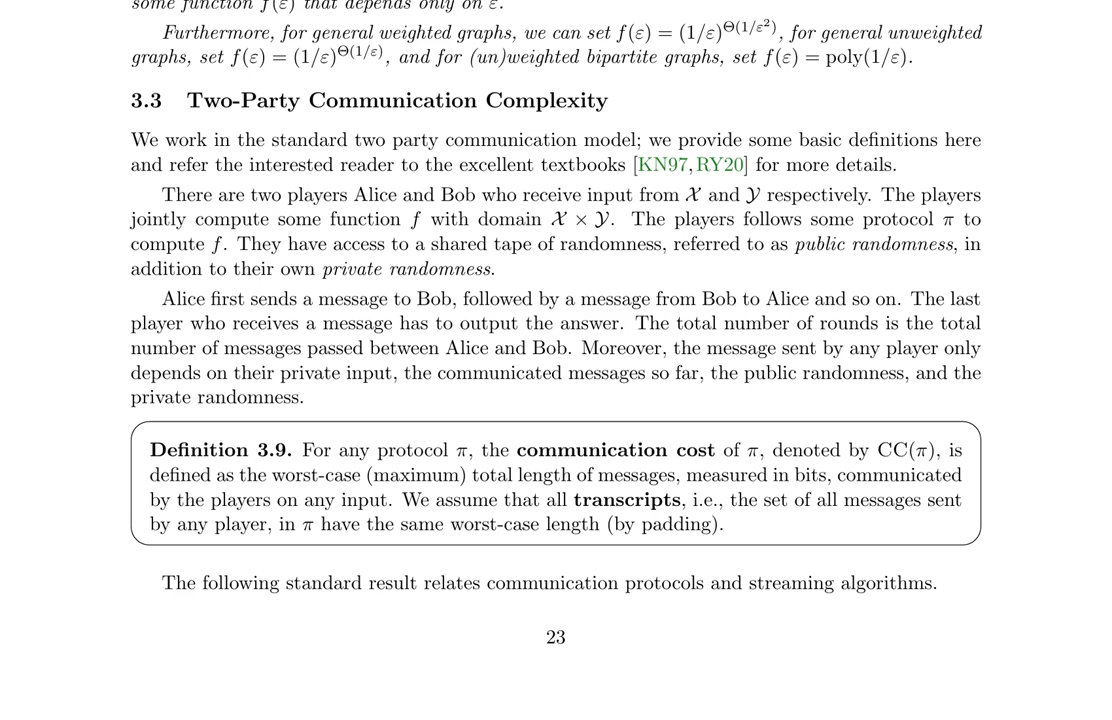 some function f(ε) that depends only on ε.
Furthermore, for general weighted graphs, we can set f(ε) = (1/ε)^Θ(1/ε²), for general unweighted
graphs, set f(ε) = (1/ε)^Θ(1/ε), and for (un)weighted bipartite graphs, set f(ε) = poly(1/ε).
3.3 Two-Party Communication Complexity
We work in the standard two party communication model; we provide some basic definitions here
and refer the interested reader to the excellent textbooks [KN97, RY20] for more details.
There are two players Alice and Bob who receive input from 𝒳 and 𝒴 respectively. The players
jointly compute some function f with domain 𝒳 × 𝒴. The players follows some protocol π to
compute f. They have access to a shared tape of randomness, referred to as public randomness, in
addition to their own private randomness.
Alice first sends a message to Bob, followed by a message from Bob to Alice and so on. The last
player who receives a message has to output the answer. The total number of rounds is the total
number of messages passed between Alice and Bob. Moreover, the message sent by any player only
depends on their private input, the communicated messages so far, the public randomness, and the
private randomness.
Definition 3.9. For any protocol π, the communication cost of π, denoted by CC(π), is
defined as the worst-case (maximum) total length of messages, measured in bits, communicated
by the players on any input. We assume that all transcripts, i.e., the set of all messages sent
by any player, in π have the same worst-case length (by padding).
The following standard result relates communication protocols and streaming algorithms.
23